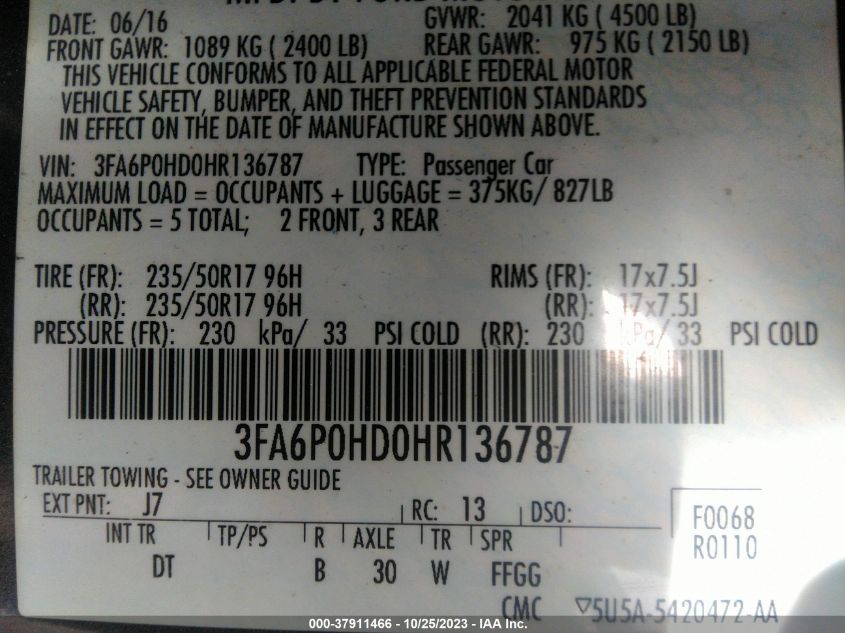 DATE: 06/16 GVWR: 2041 KG ( 4500 LB)
FRONT GAWR: 1089 KG ( 2400 LB) REAR GAWR: 975 KG ( 2150 LB)
THIS VEHICLE CONFORMS TO ALL APPLICABLE FEDERAL MOTOR
VEHICLE SAFETY, BUMPER, AND THEFT PREVENTION STANDARDS
IN EFFECT ON THE DATE OF MANUFACTURE SHOWN ABOVE.
VIN: 3FA6P0HD0HR136787 TYPE: Passenger Car
MAXIMUM LOAD = OCCUPANTS + LUGGAGE = 375KG/ 827LB
OCCUPANTS = 5 TOTAL; 2 FRONT, 3 REAR
TIRE (FR): 235/50R17 96H RIMS (FR): 17x7.5J
(RR): 235/50R17 96H (RR): 17x7.5J
PRESSURE (FR): 230 kPa/ 33 PSI COLD (RR): 230 kPa/ 33 PSI COLD
3FA6P0HD0HR136787
TRAILER TOWING - SEE OWNER GUIDE
EXT PNT: J7 RC: 13 DSO: F0068
INT TR TP/PS R AXLE TR SPR R0110
DT B 30 W FFGG
CMC ▽5U5A-5420472-AA
000-37911466 - 10/25/2023 - IAA Inc.